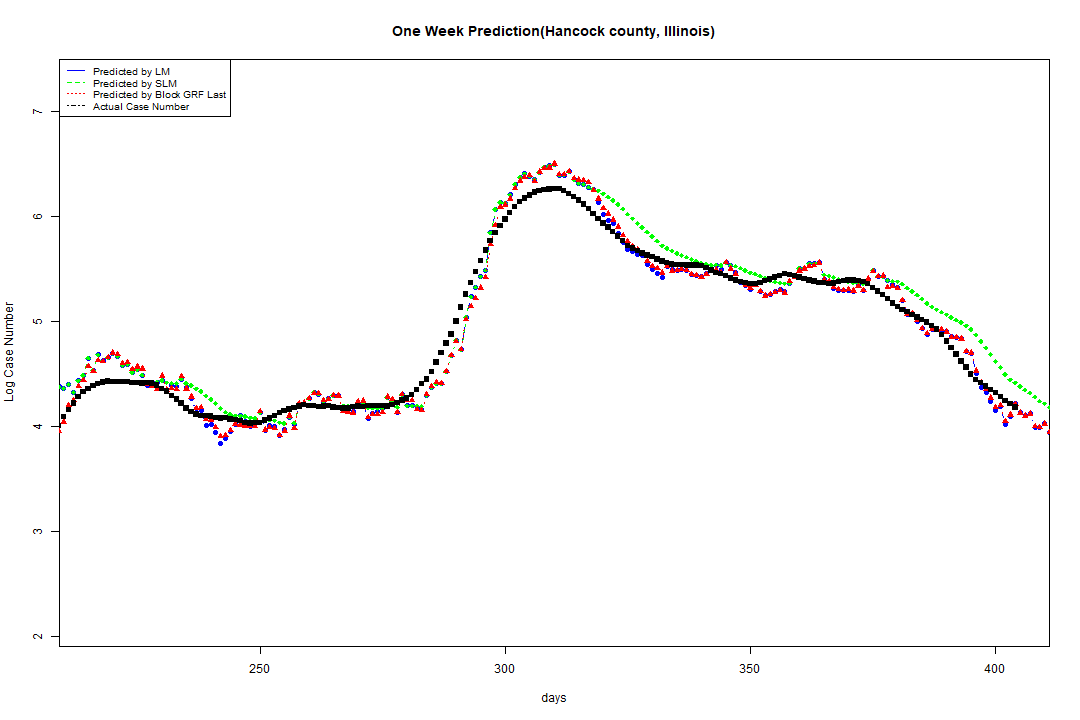 One Week Prediction(Hancock county, Illinois)
Predicted by LM
Predicted by SLM
Predicted by Block GRF Last
Actual Case Number
7
6
5
4
3
2
Log Case Number
250
300
350
400
days